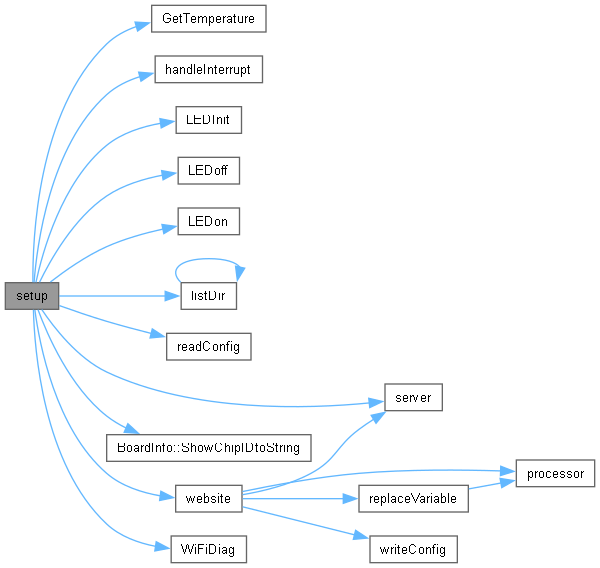 GetTemperature
handleInterrupt
LEDInit
LEDoff
LEDon
setup
listDir
readConfig
server
BoardInfo::ShowChipIDtoString
processor
website
replaceVariable
WiFiDiag
writeConfig